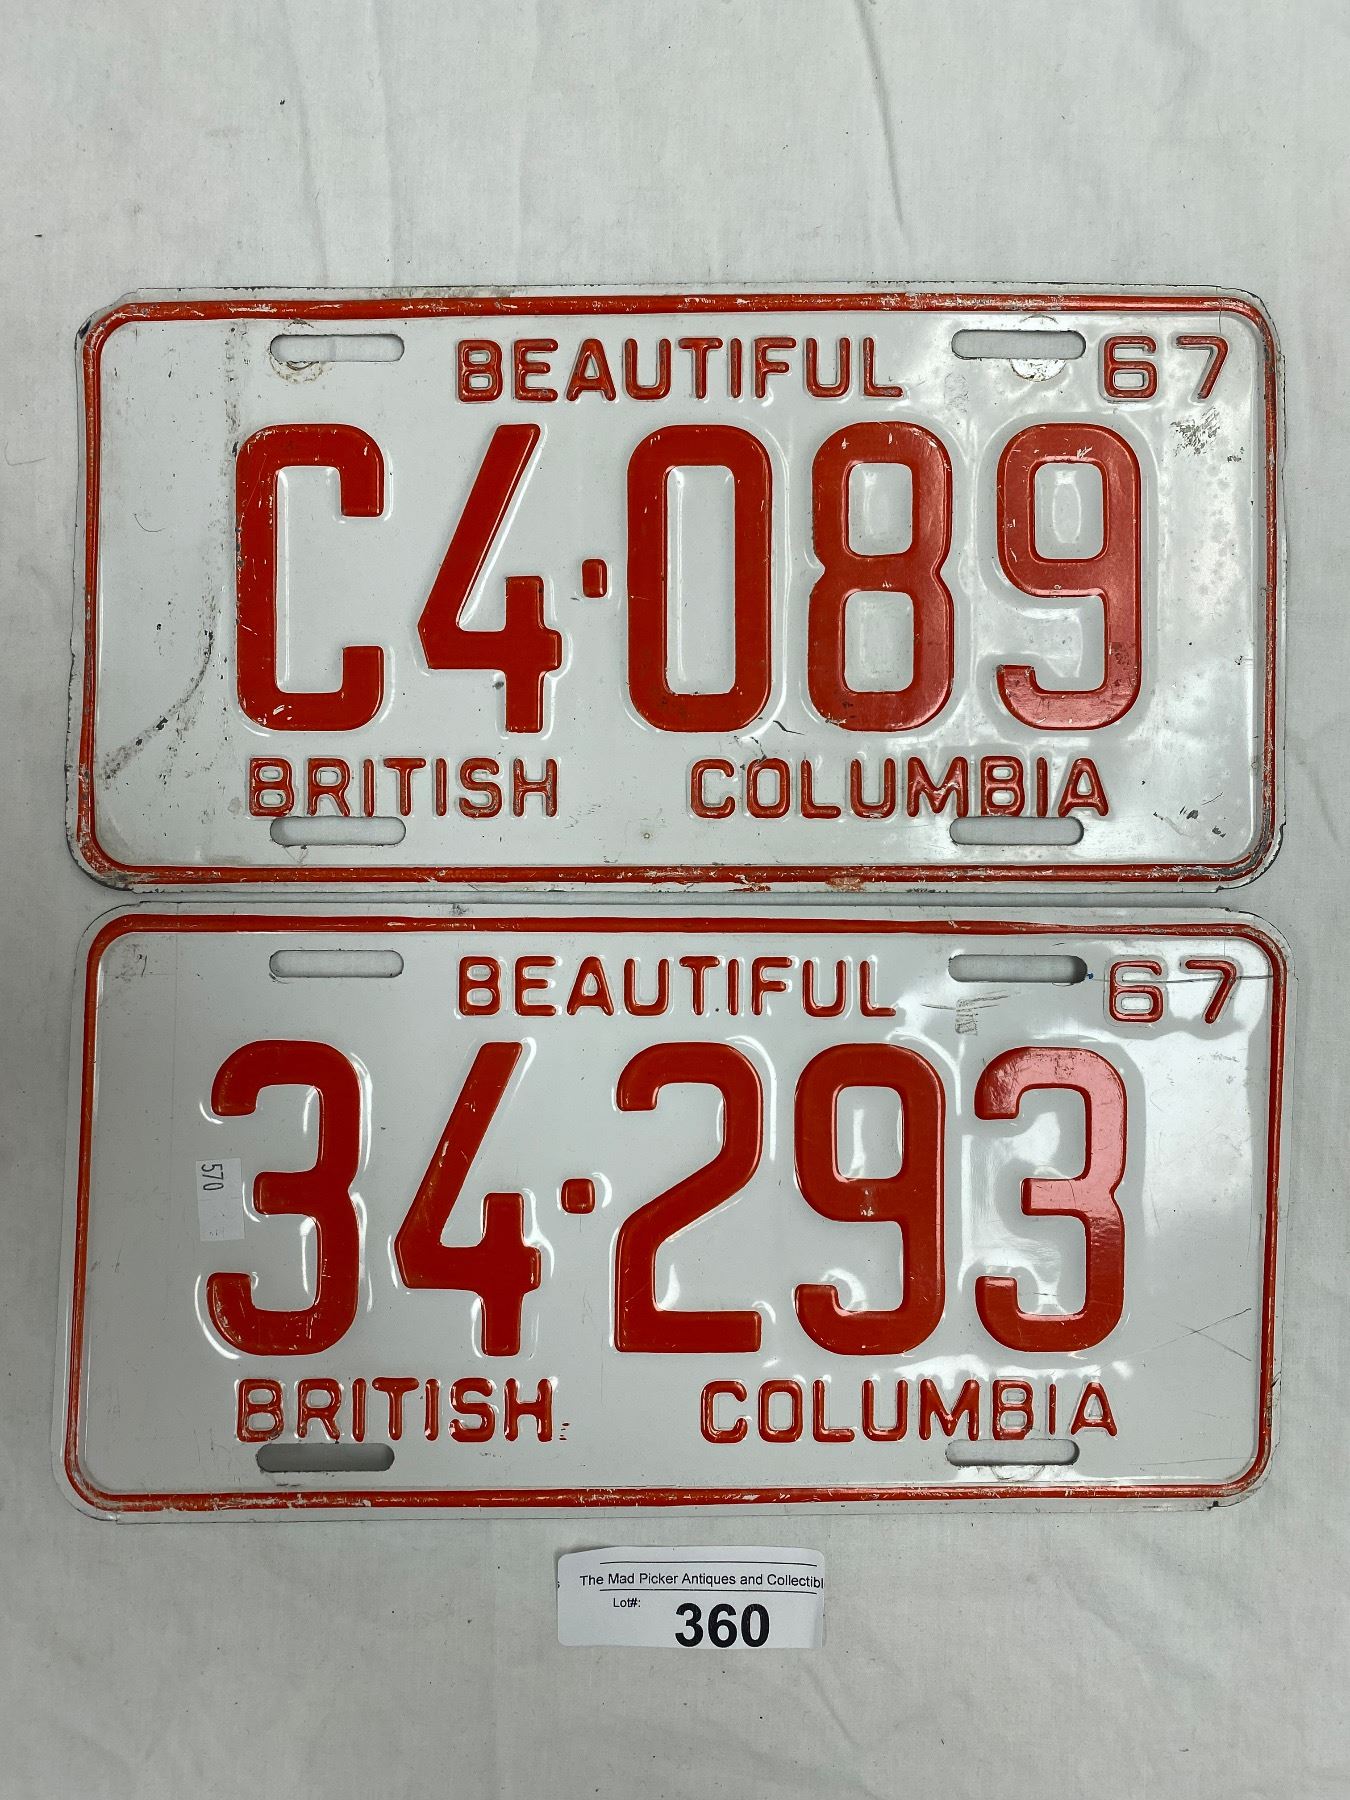 BEAUTIFUL 67
C4·089
BRITISH COLUMBIA
BEAUTIFUL 67
34·293
570
BRITISH COLUMBIA
The Mad Picker Antiques and Collectibl
Lot#: 360